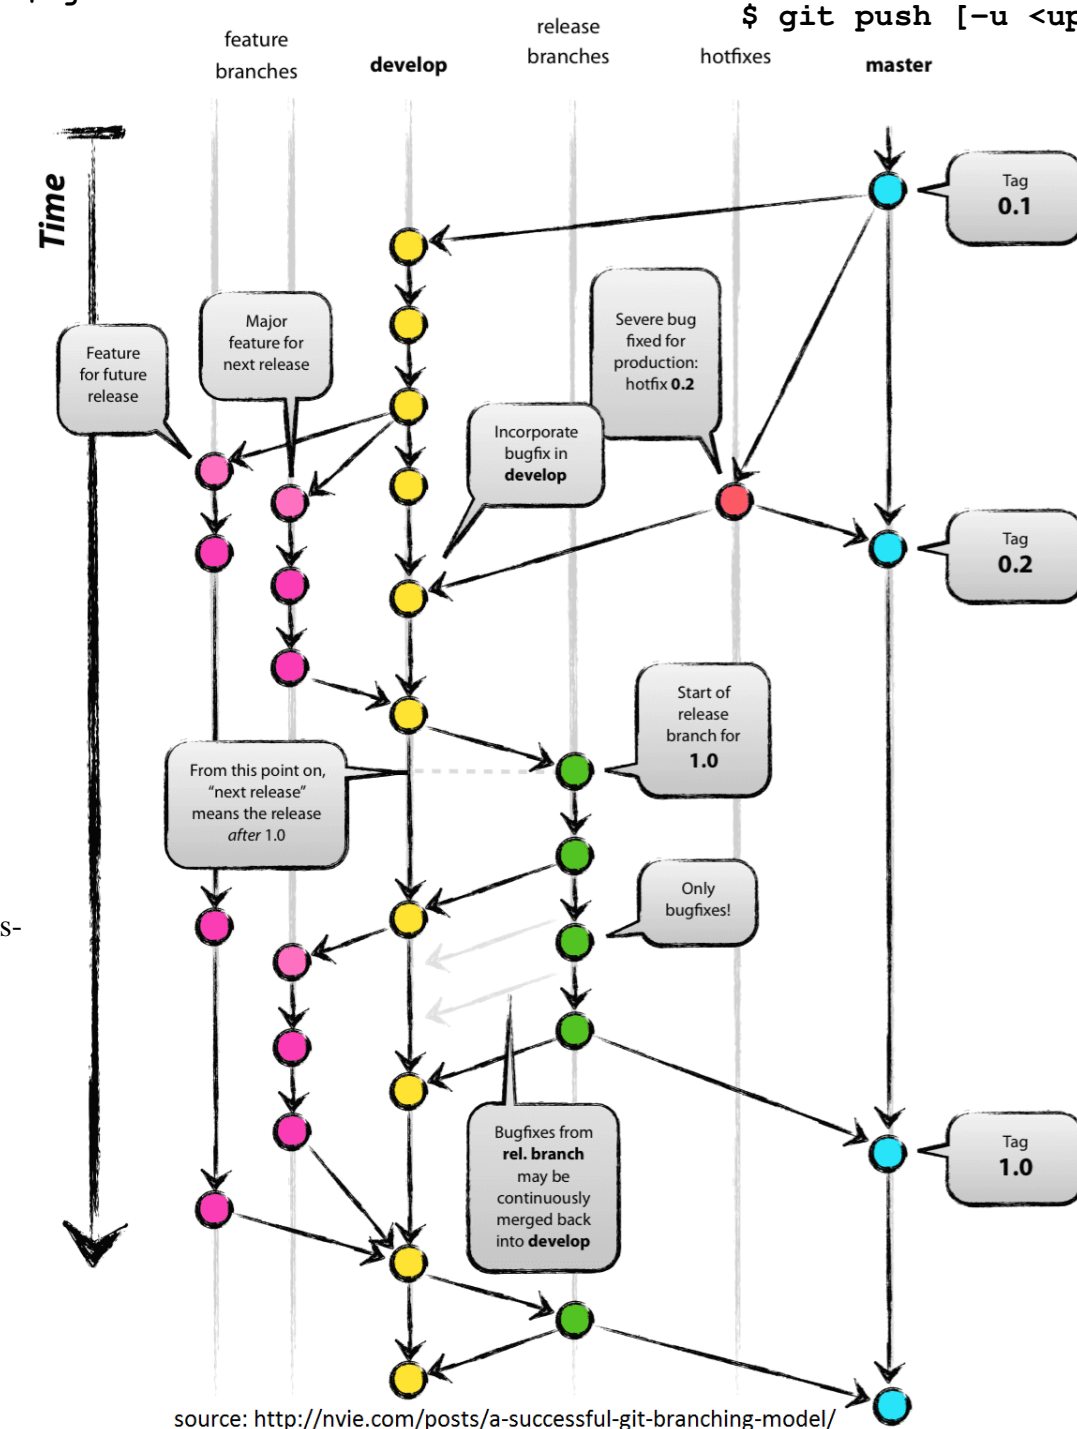 $ git push [-u <up
feature
branches
develop
release
branches
hotfixes
master
Time
Tag
0.1
Severe bug
fixed for
production:
hotfix 0.2
Major
feature for
next release
Feature
for future
release
Incorporate
bugfix in
develop
Tag
0.2
Start of
release
branch for
1.0
From this point on,
“next release”
means the release
after 1.0
Only
bugfixes!
s-
Bugfixes from
rel. branch
may be
continuously
merged back
into develop
Tag
1.0
source: http://nvie.com/posts/a-successful-git-branching-model/